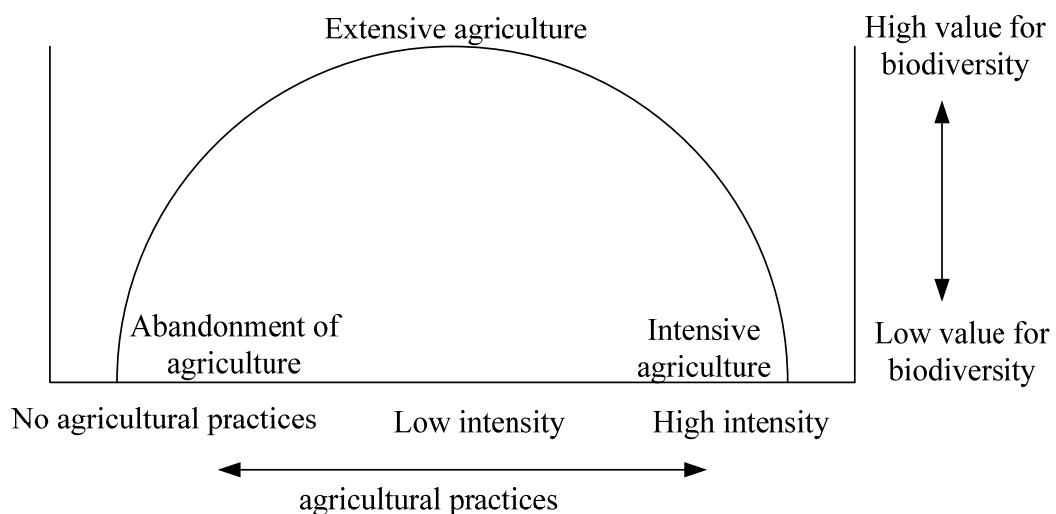 Extensive agriculture
High value for
biodiversity
Abandonment of
agriculture
Intensive
agriculture
Low value for
biodiversity
No agricultural practices
Low intensity
High intensity
agricultural practices